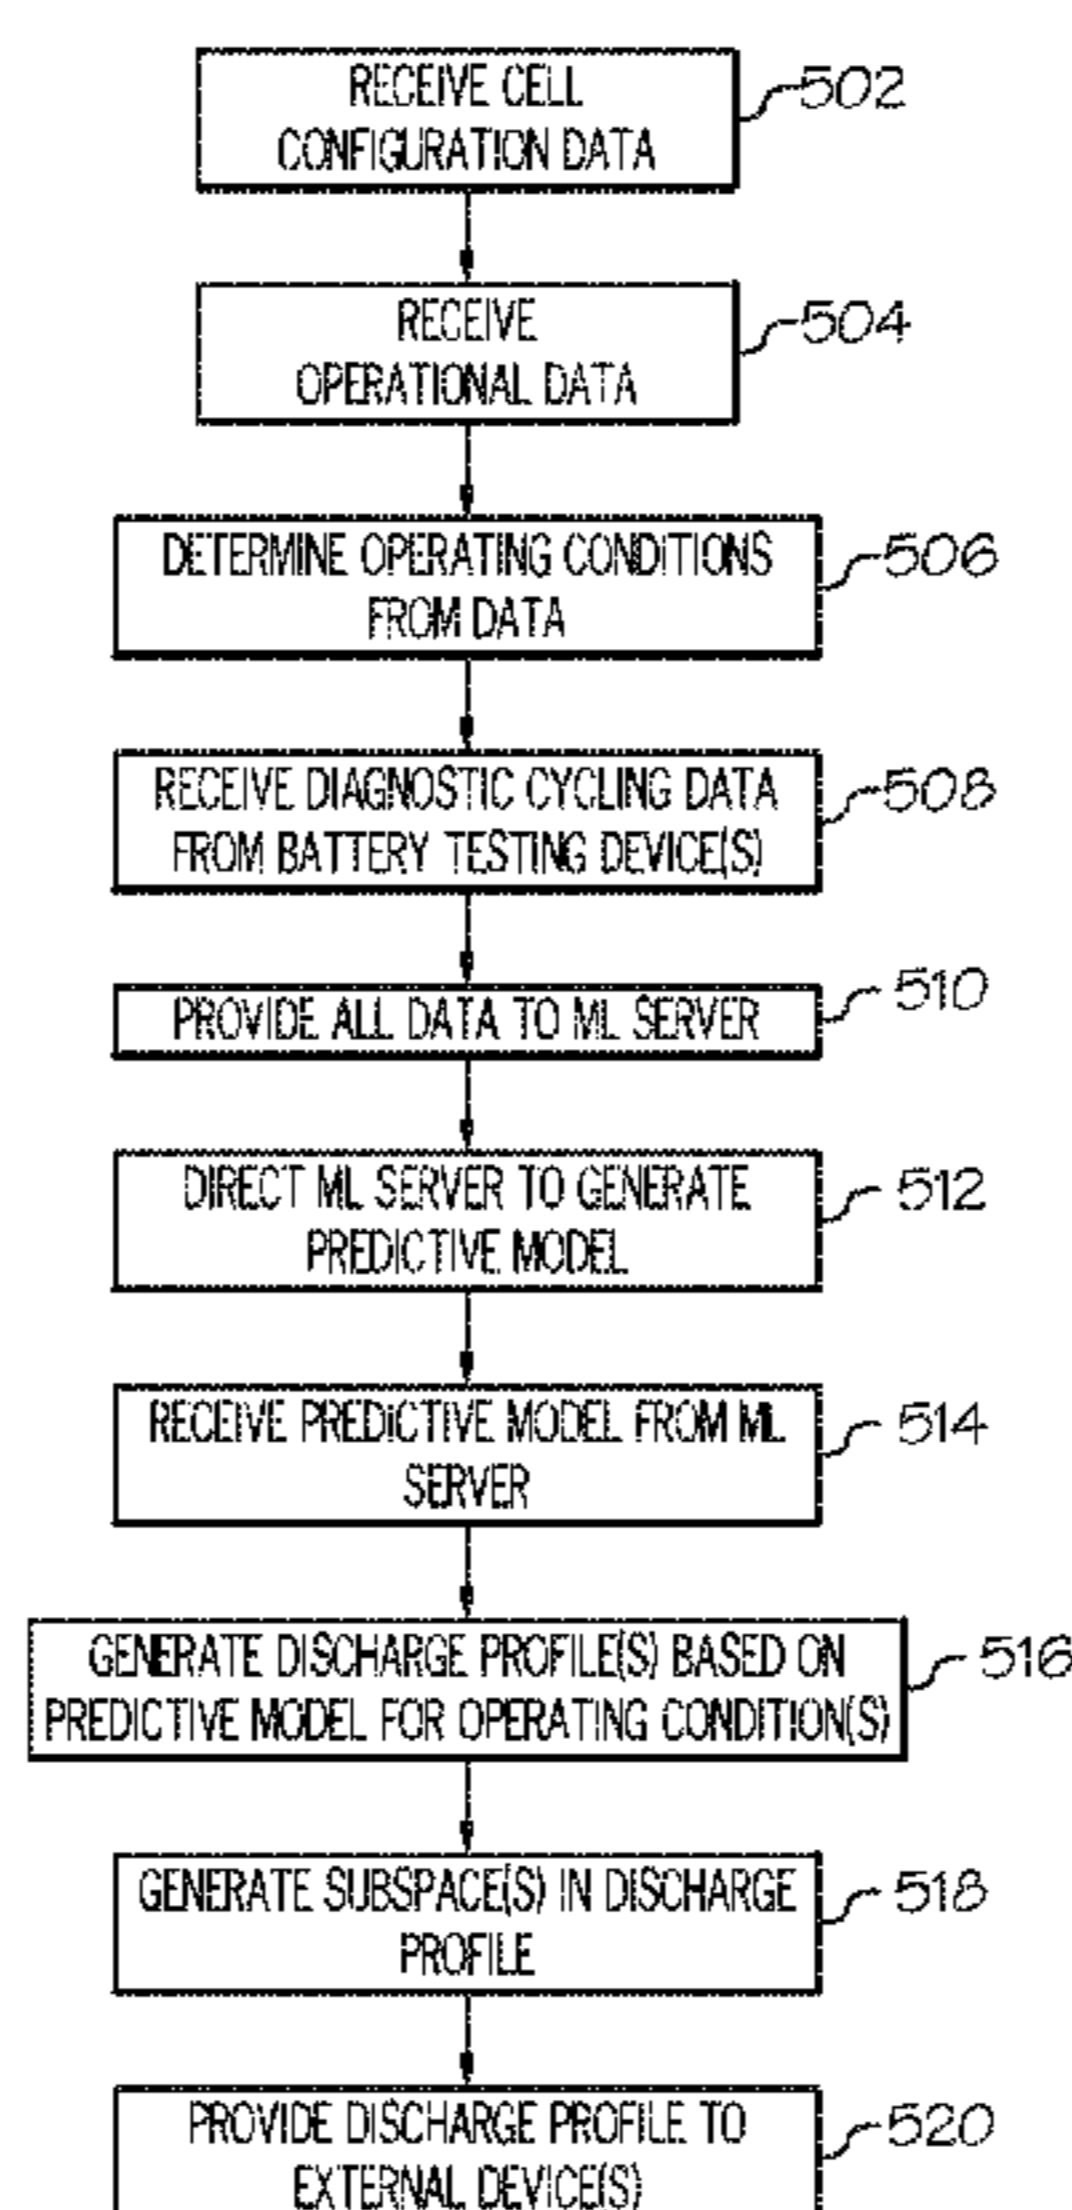 RECEIVE CELL
CONFIGURATION DATA
502
RECEIVE
OPERATIONAL DATA
504
DETERMINE OPERATING CONDITIONS
FROM DATA
506
RECEIVE DIAGNOSTIC CYCLING DATA
FROM BATTERY TESTING DEVICE(S)
508
PROVIDE ALL DATA TO ML SERVER
510
DIRECT ML SERVER TO GENERATE
PREDICTIVE MODEL
512
RECEIVE PREDICTIVE MODEL FROM ML
SERVER
514
GENERATE DISCHARGE PROFILE(S) BASED ON
PREDICTIVE MODEL FOR OPERATING CONDITION(S)
516
GENERATE SUBSPACE(S) IN DISCHARGE
PROFILE
518
PROVIDE DISCHARGE PROFILE TO
EXTERNAL DEVICE(S)
520